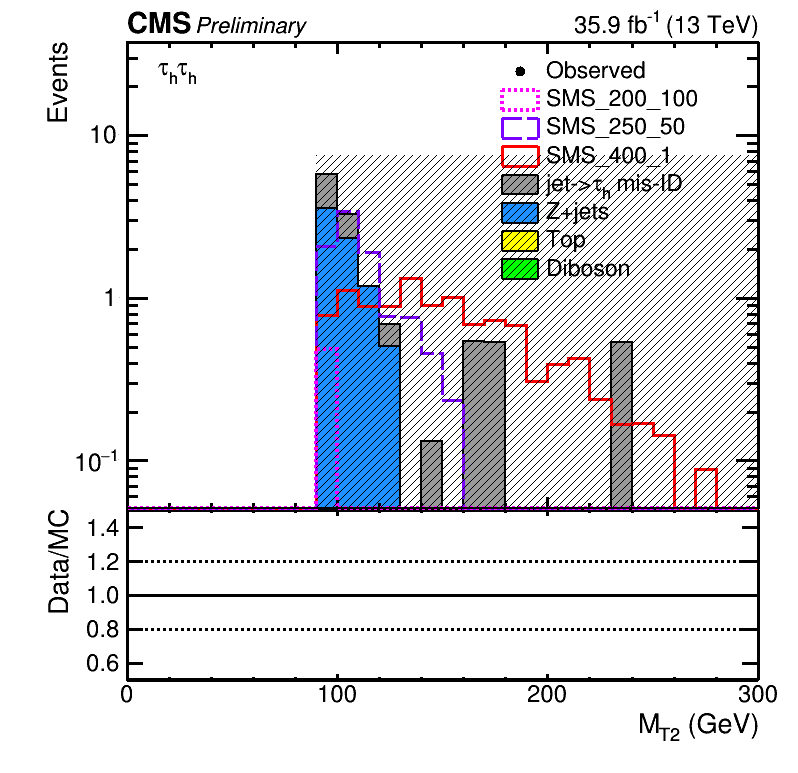 CMS Preliminary 35.9 fb⁻¹ (13 TeV)
Events
τₕτₕ
Observed
SMS_200_100
SMS_250_50
SMS_400_1
jet->τₕ mis-ID
Z+jets
Top
Diboson
10
1
10⁻¹
Data/MC
1.4
1.2
1.0
0.8
0.6
0 100 200 300
M_T2 (GeV)